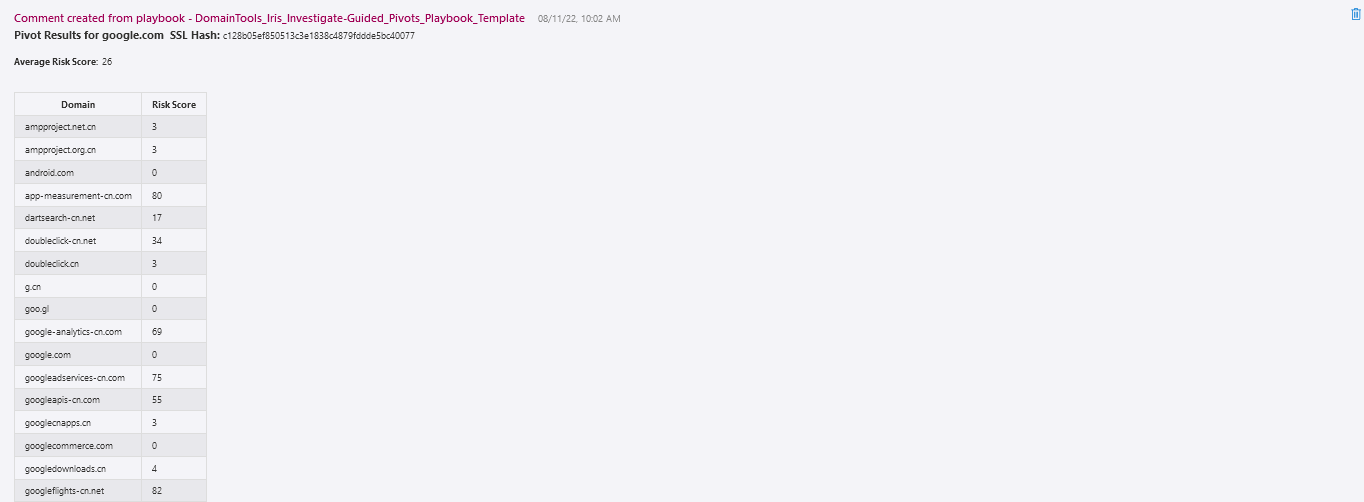 Comment created from playbook - DomainTools_Iris_Investigate-Guided_Pivots_Playbook_Template 08/11/22, 10:02 AM
Pivot Results for google.com SSL Hash: c128b05ef850513c3e1838c4879fddde5bc40077
Average Risk Score: 26
Domain Risk Score
ampproject.net.cn 3
ampproject.org.cn 3
android.com 0
app-measurement-cn.com 80
dartsearch-cn.net 17
doubleclick-cn.net 34
doubleclick.cn 3
g.cn 0
goo.gl 0
google-analytics-cn.com 69
google.com 0
googleadservices-cn.com 75
googleapis-cn.com 55
googlecnapps.cn 3
googlecommerce.com 0
googledownloads.cn 4
googleflights-cn.net 82